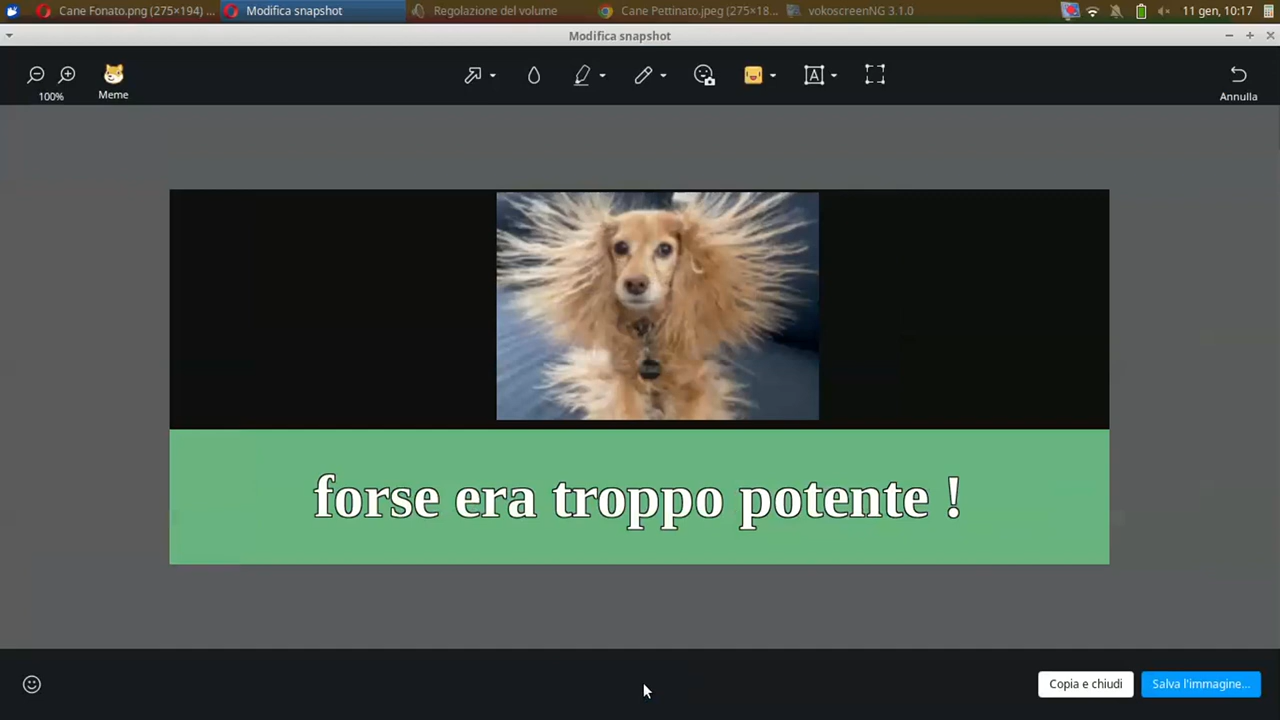 Cane Fonato.png (275×194) ...
Modifica snapshot
Regolazione del volume
Cane Pettinato.jpeg (275×18...
vokoscreenNG 3.1.0
11 gen, 10:17
Modifica snapshot
100%
Meme
A
Annulla
forse era troppo potente !
Copia e chiudi
Salva l'immagine...